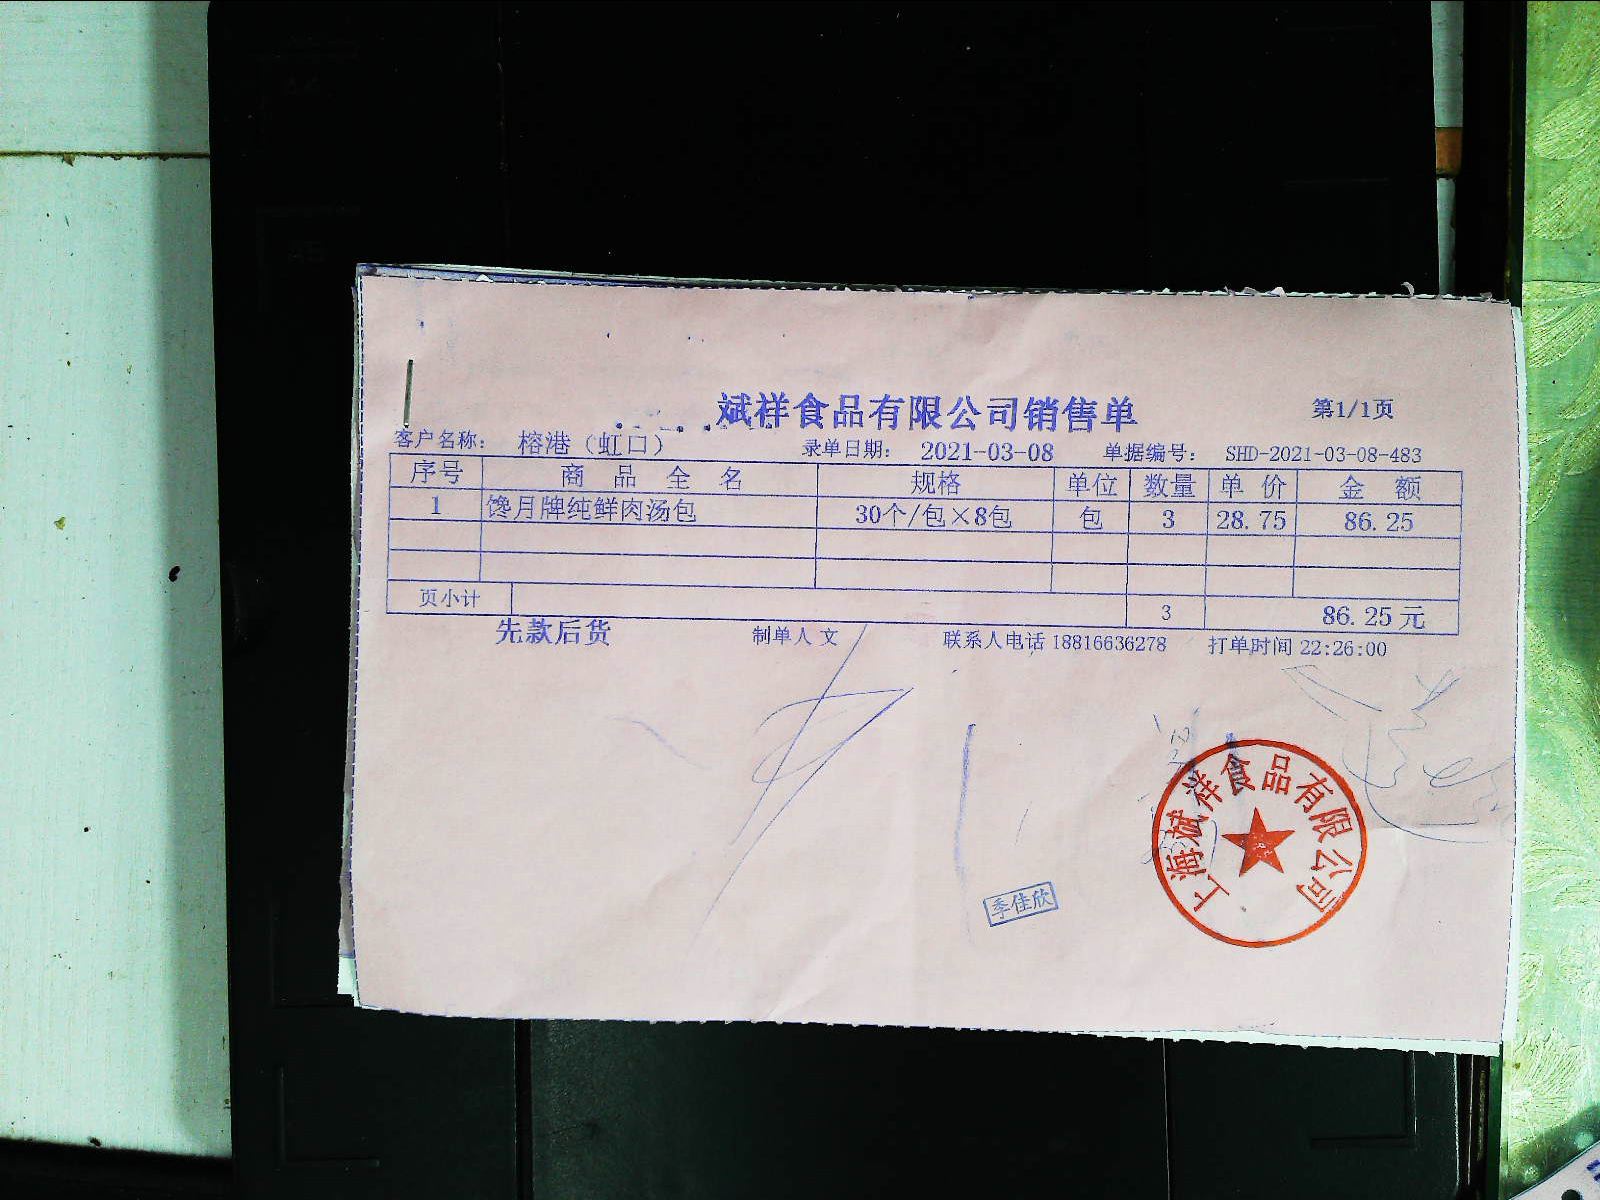 斌祥食品有限公司销售单 第1/1页
客户名称： 榕港（虹口） 录单日期： 2021-03-08 单据编号： SHD-2021-03-08-483
序号 商品全名 规格 单位 数量 单价 金额
1 馋月牌纯鲜肉汤包 30个/包×8包 包 3 28.75 86.25
页小计 3 86.25元
先款后货 制单人 文 联系人电话 18816636278 打单时间 22:26:00
上海斌祥食品有限公司
季佳欣